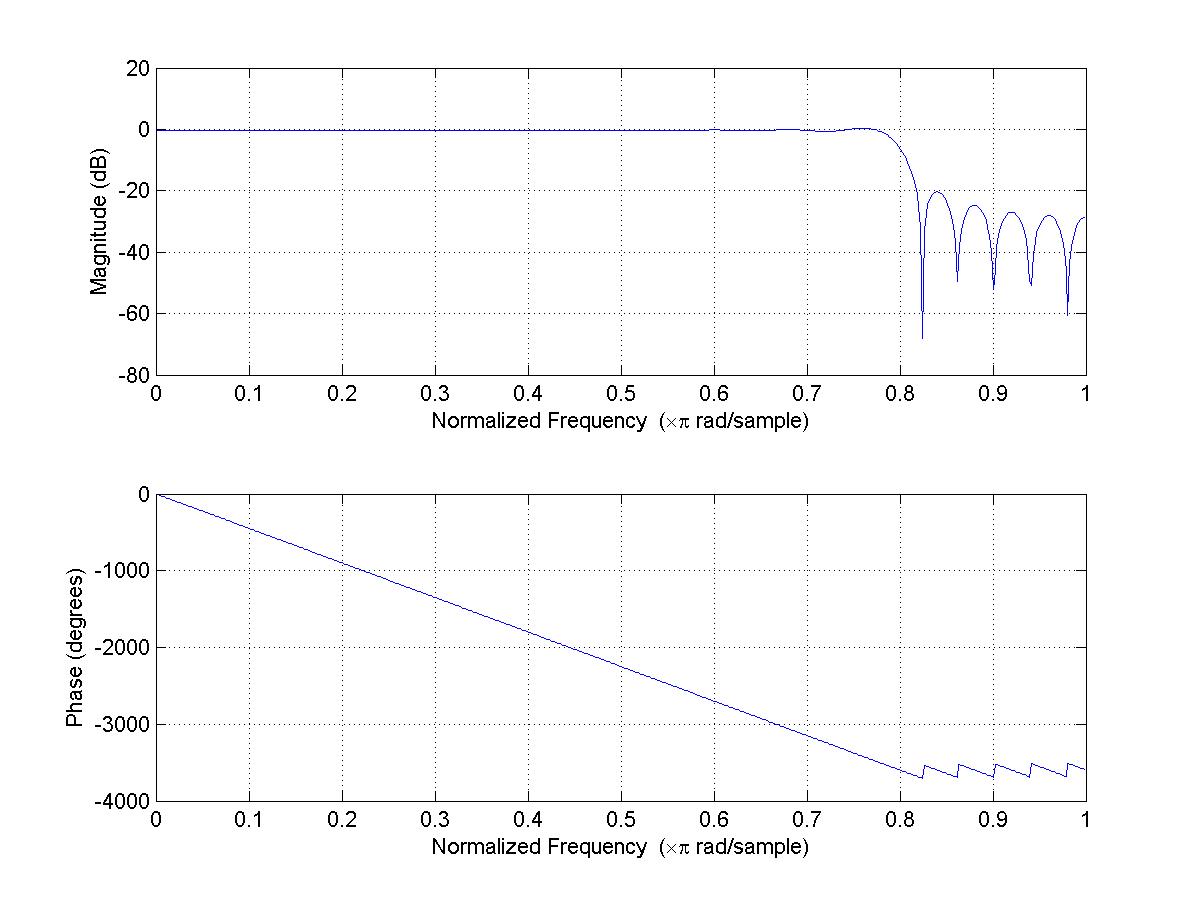 20
0
-20
-40
-60
-80
Magnitude (dB)
0 0.1 0.2 0.3 0.4 0.5 0.6 0.7 0.8 0.9 1
Normalized Frequency (×π rad/sample)
0
-1000
-2000
-3000
-4000
Phase (degrees)
0 0.1 0.2 0.3 0.4 0.5 0.6 0.7 0.8 0.9 1
Normalized Frequency (×π rad/sample)